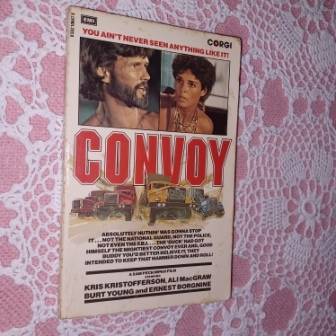 EMI
CORGI
YOU AIN'T NEVER SEEN ANYTHING LIKE IT!
CONVOY
ABSOLUTELY NUTHIN' WAS GONNA STOP
IT...NOT THE NATIONAL GUARD, NOT THE POLICE,
NOT EVEN THE F.B.I... THE 'DUCK' HAD GOT
HIMSELF THE MIGHTIEST CONVOY EVER AND, GOOD
BUDDY YOU'D BETTER BELIEVE IT, THEY
INTENDED TO KEEP THAT HAMMER DOWN AND ROLL!
A SAM PECKINPAH FILM
KRIS KRISTOFFERSON, ALI MacGRAW
BURT YOUNG and ERNEST BORGNINE